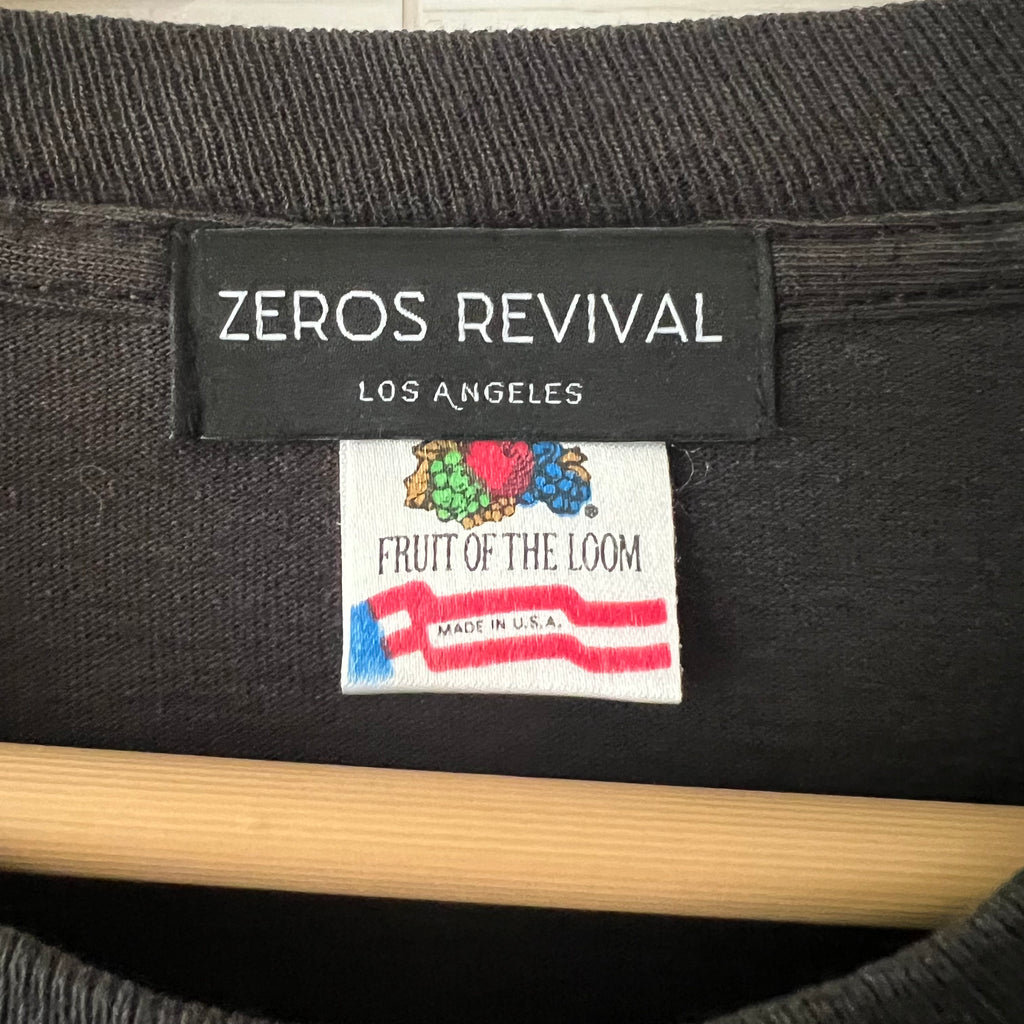 ZEROS REVIVAL
LOS ANGELES
®
FRUIT OF THE LOOM
MADE IN U.S.A.